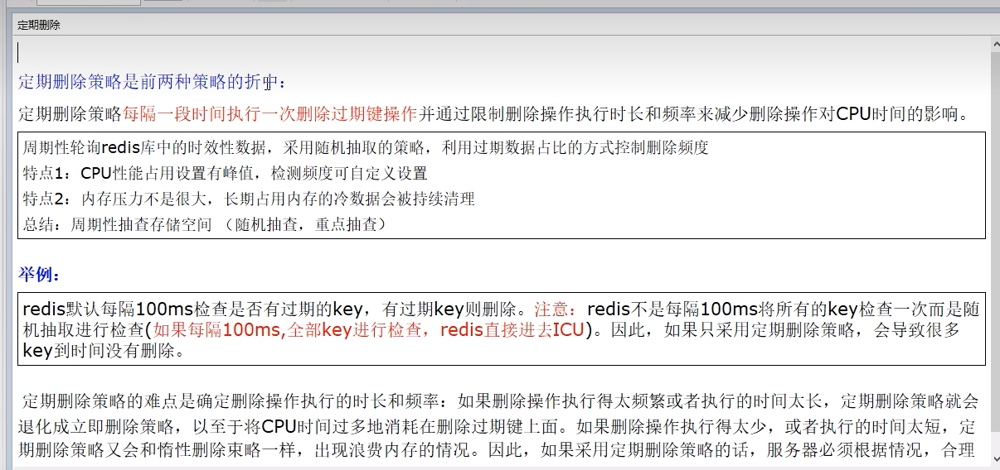 定期删除
定期删除策略是前两种策略的折中:
定期删除策略每隔一段时间执行一次删除过期键操作并通过限制删除操作执行时长和频率来减少删除操作对CPU时间的影响。
周期性轮询redis库中的时效性数据，采用随机抽取的策略，利用过期数据占比的方式控制删除频度
特点1：CPU性能占用设置有峰值，检测频度可自定义设置
特点2：内存压力不是很大，长期占用内存的冷数据会被持续清理
总结：周期性抽查存储空间 （随机抽查，重点抽查）
举例：
redis默认每隔100ms检查是否有过期的key，有过期key则删除。注意：redis不是每隔100ms将所有的key检查一次而是随
机抽取进行检查(如果每隔100ms,全部key进行检查，redis直接进去ICU)。因此，如果只采用定期删除策略，会导致很多
key到时间没有删除。
定期删除策略的难点是确定删除操作执行的时长和频率：如果删除操作执行得太频繁或者执行的时间太长，定期删除策略就会
退化成立即删除策略，以至于将CPU时间过多地消耗在删除过期键上面。如果删除操作执行得太少，或者执行的时间太短，定
期删除策略又会和惰性删除束略一样，出现浪费内存的情况。因此，如果采用定期删除策略的话，服务器必须根据情况，合理